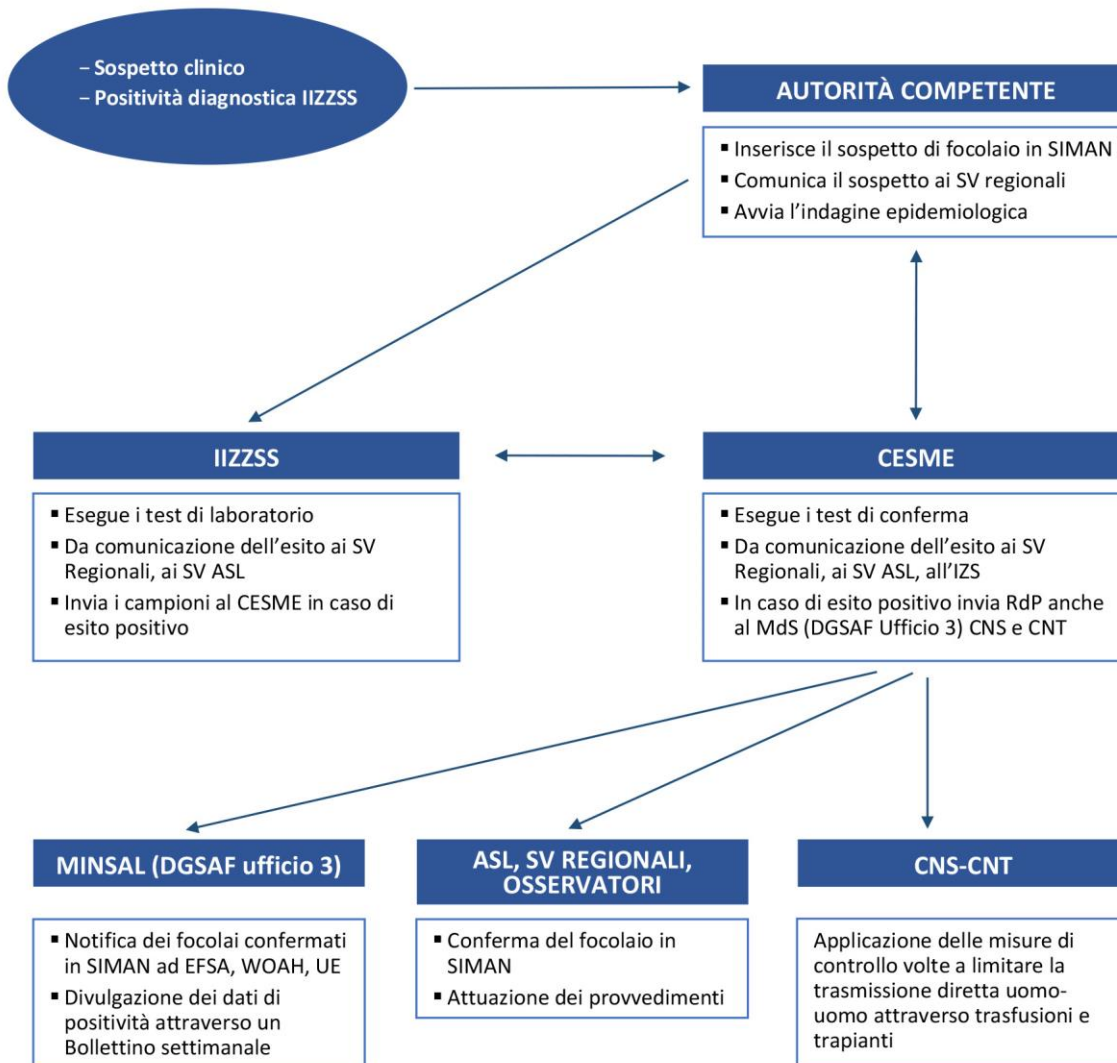 – Sospetto clinico
– Positività diagnostica IIZZSS
AUTORITÀ COMPETENTE
▪ Inserisce il sospetto di focolaio in SIMAN
▪ Comunica il sospetto ai SV regionali
▪ Avvia l'indagine epidemiologica
IIZZSS
▪ Esegue i test di laboratorio
▪ Da comunicazione dell'esito ai SV
Regionali, ai SV ASL
▪ Invia i campioni al CESME in caso di
esito positivo
CESME
▪ Esegue i test di conferma
▪ Da comunicazione dell'esito ai SV
Regionali, ai SV ASL, all'IZS
▪ In caso di esito positivo invia RdP anche
al MdS (DGSAF Ufficio 3) CNS e CNT
MINSAL (DGSAF ufficio 3)
▪ Notifica dei focolai confermati
in SIMAN ad EFSA, WOAH, UE
▪ Divulgazione dei dati di
positività attraverso un
Bollettino settimanale
ASL, SV REGIONALI,
OSSERVATORI
▪ Conferma del focolaio in
SIMAN
▪ Attuazione dei provvedimenti
CNS-CNT
Applicazione delle misure di
controllo volte a limitare la
trasmissione diretta uomo-
uomo attraverso trasfusioni e
trapianti